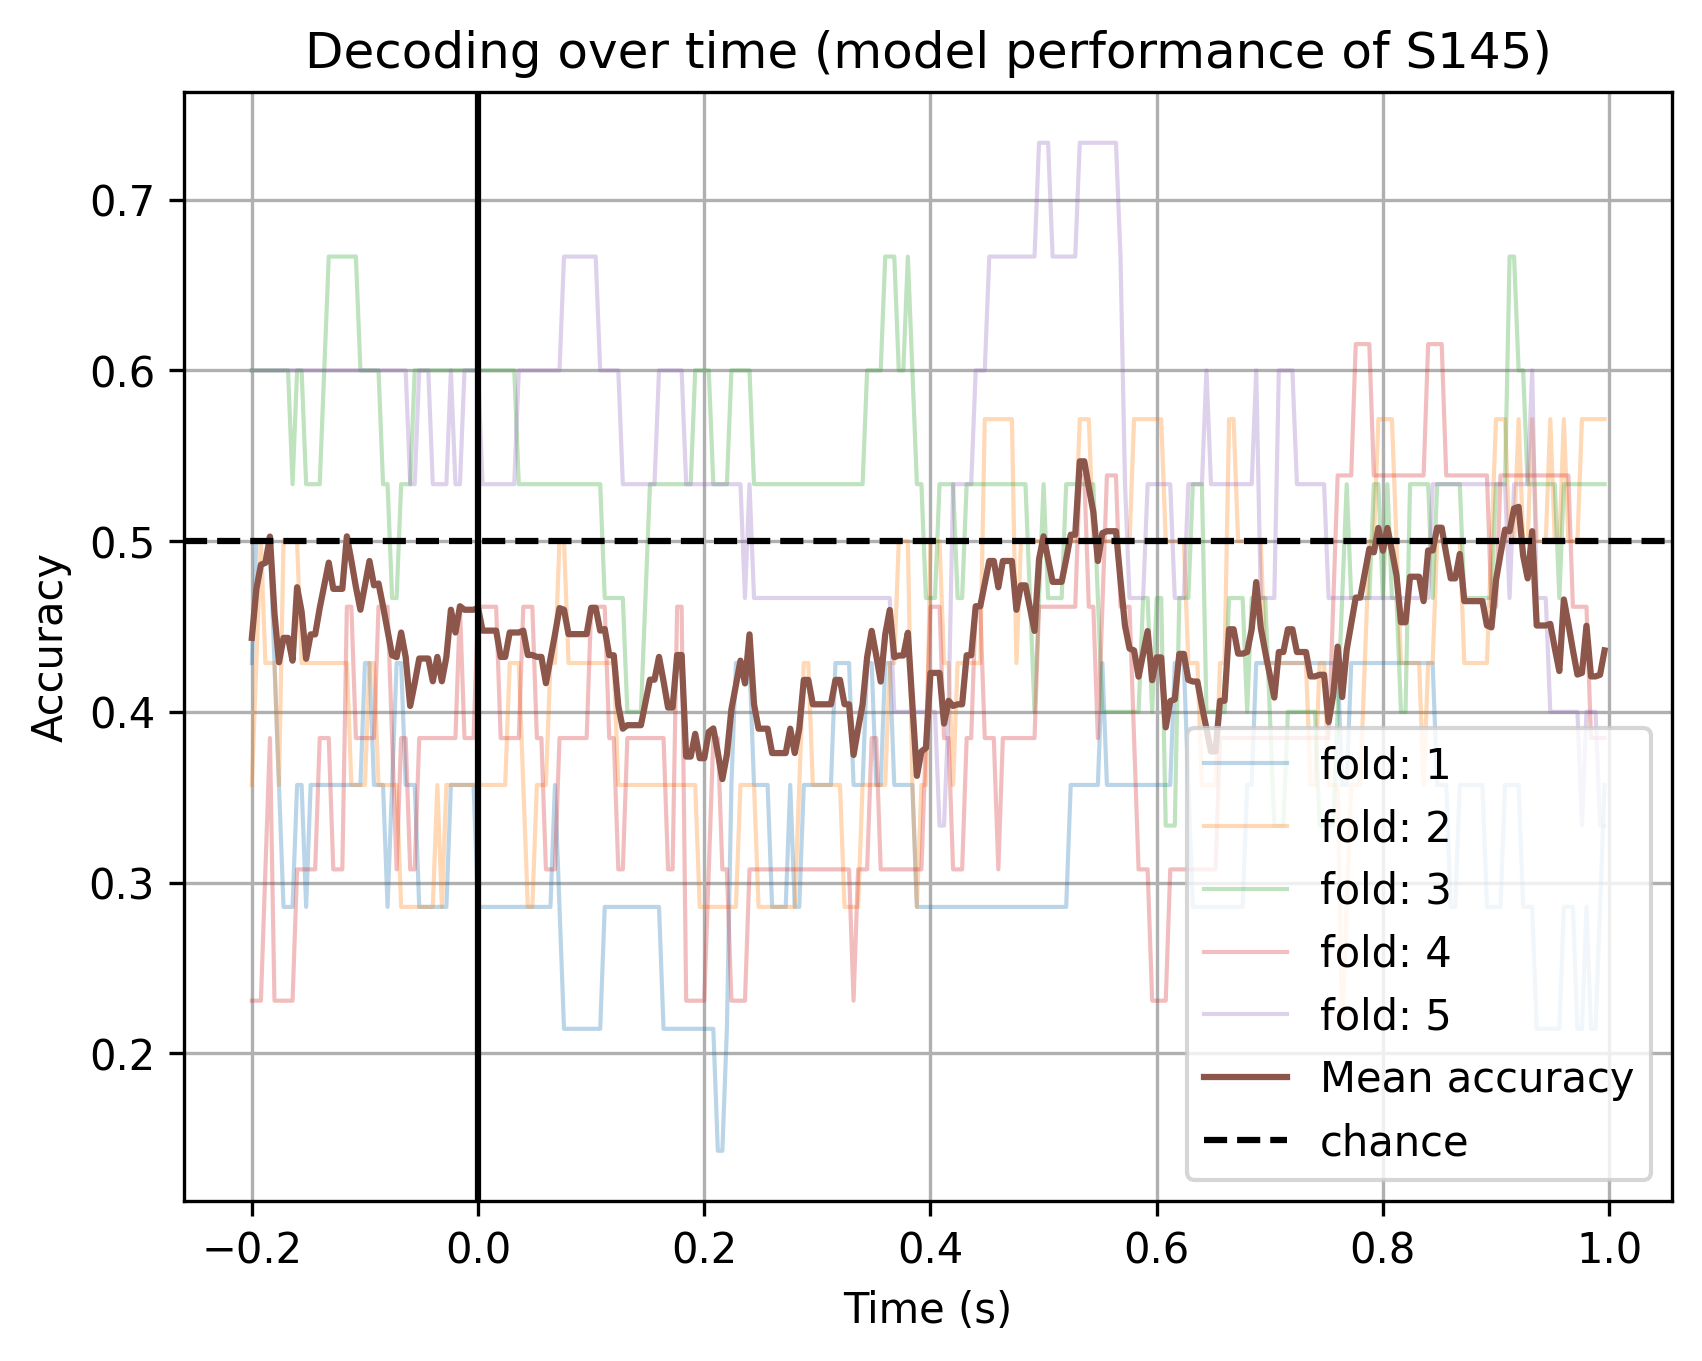 Decoding over time (model performance of S145)
Accuracy
0.7
0.6
0.5
0.4
0.3
0.2
fold: 1
fold: 2
fold: 3
fold: 4
fold: 5
Mean accuracy
chance
−0.2 0.0 0.2 0.4 0.6 0.8 1.0
Time (s)